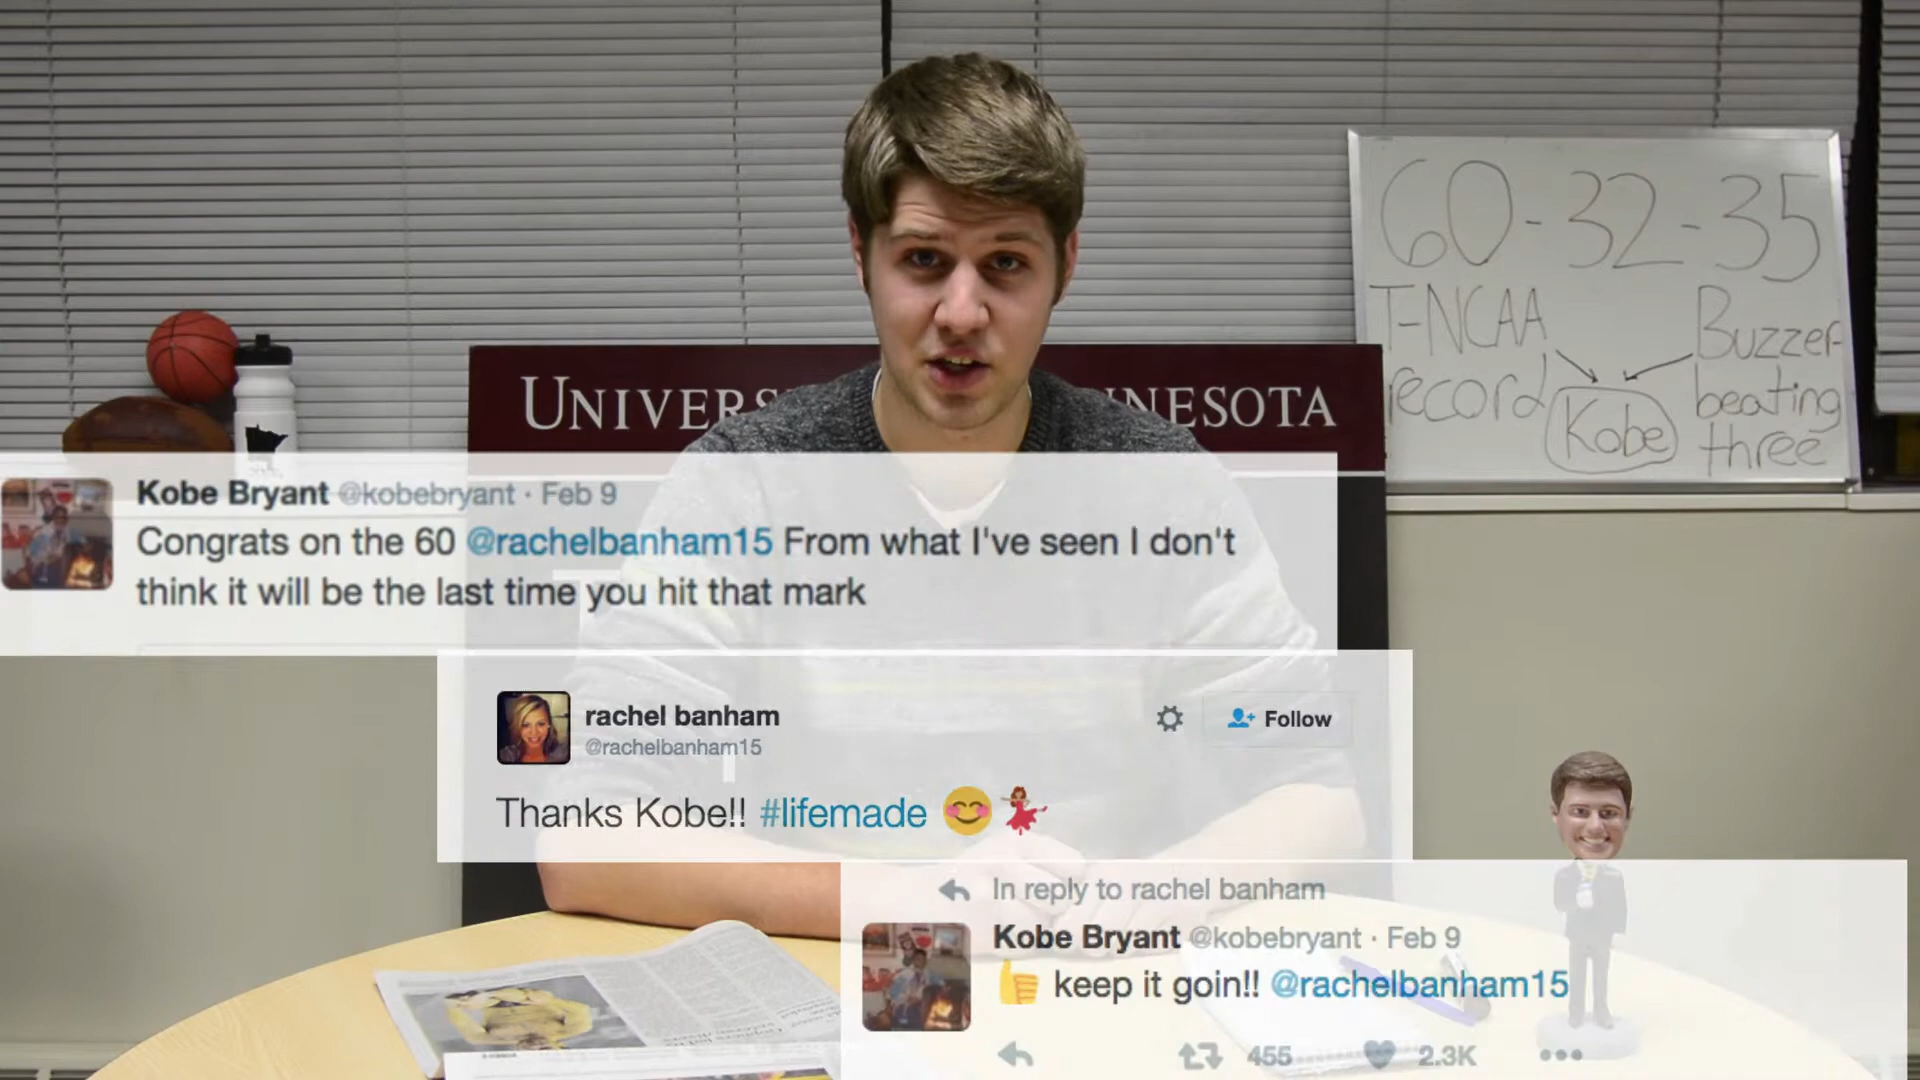 60-32-35
T-NCAA
record
Kobe
Buzzer
beating
three
UNIVERS NNESOTA
Kobe Bryant @kobebryant · Feb 9
Congrats on the 60 @rachelbanham15 From what I've seen I don't
think it will be the last time you hit that mark
rachel banham
@rachelbanham15
Follow
Thanks Kobe!! #lifemade 😊💃
In reply to rachel banham
Kobe Bryant @kobebryant · Feb 9
👍 keep it goin!! @rachelbanham15
455 2.3K